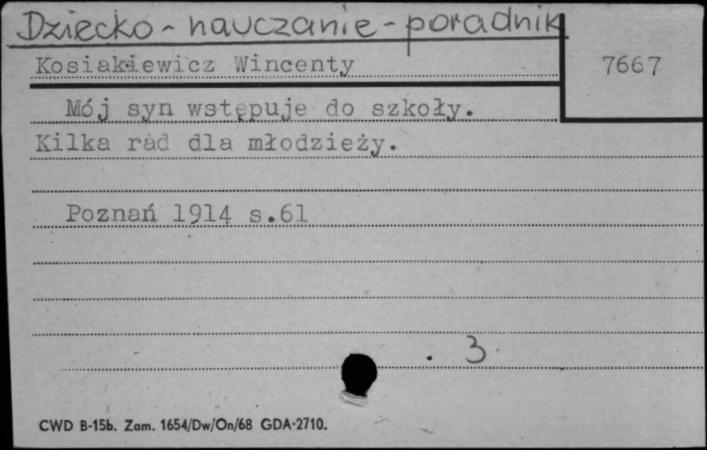 Dziecko - nauczanie - poradnik
Kosiakiewicz Wincenty
7667
Mój syn wstępuje do szkoły.
Kilka rad dla młodzieży.
Poznań 1914 s.61
. 3
CWD B-15b. Zam. 1654/Dw/On/68 GDA-2710.